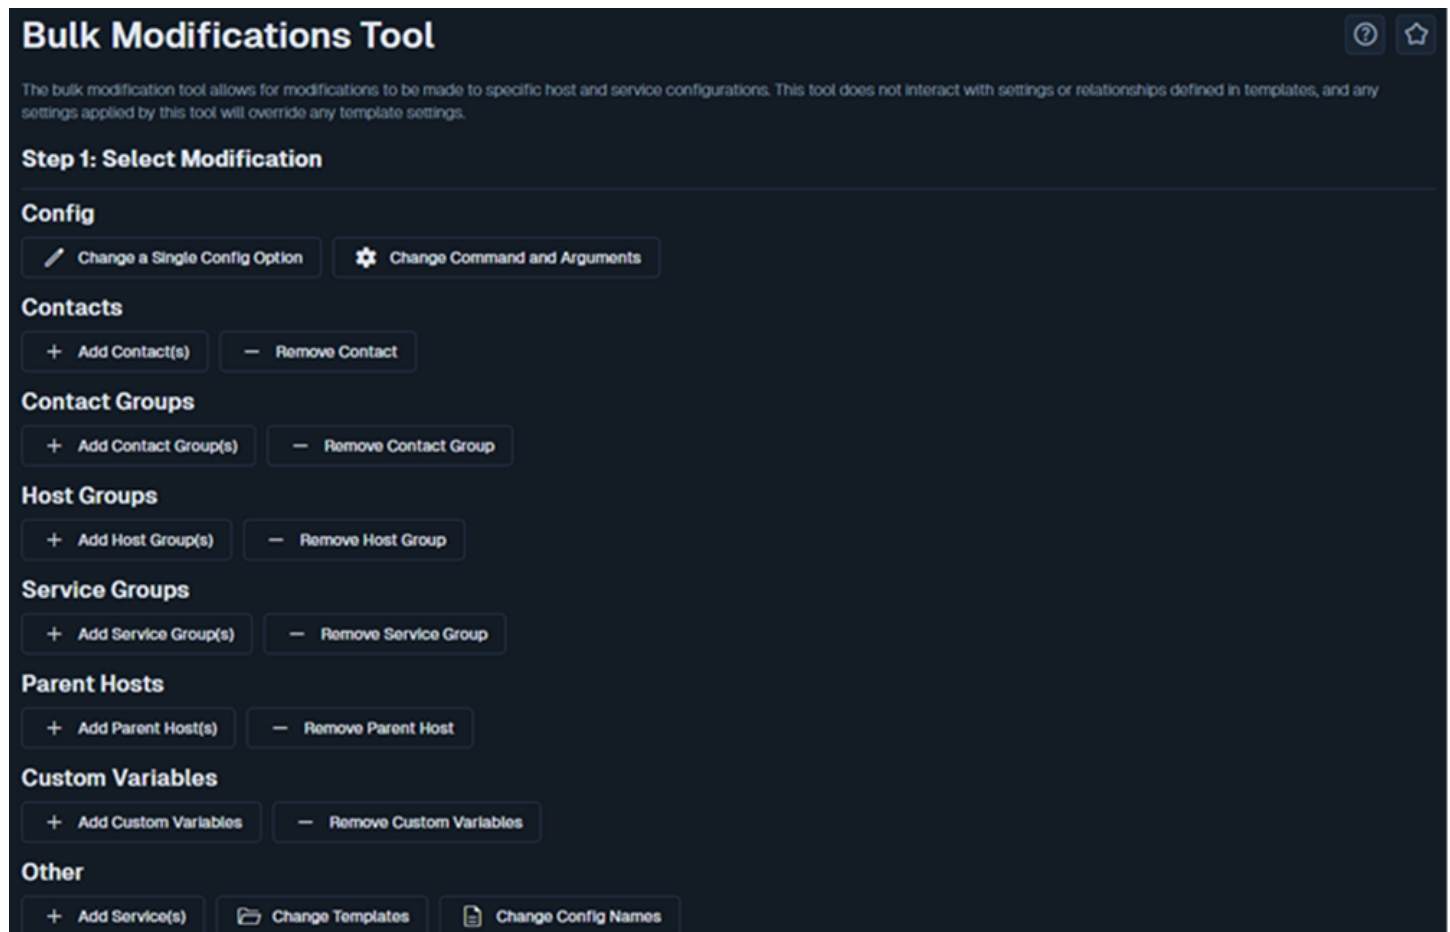 Bulk Modifications Tool
The bulk modification tool allows for modifications to be made to specific host and service configurations. This tool does not interact with settings or relationships defined in templates, and any
settings applied by this tool will override any template settings.
Step 1: Select Modification
Config
Change a Single Config Option Change Command and Arguments
Contacts
+ Add Contact(s) − Remove Contact
Contact Groups
+ Add Contact Group(s) − Remove Contact Group
Host Groups
+ Add Host Group(s) − Remove Host Group
Service Groups
+ Add Service Group(s) − Remove Service Group
Parent Hosts
+ Add Parent Host(s) − Remove Parent Host
Custom Variables
+ Add Custom Variables − Remove Custom Variables
Other
+ Add Service(s) Change Templates Change Config Names